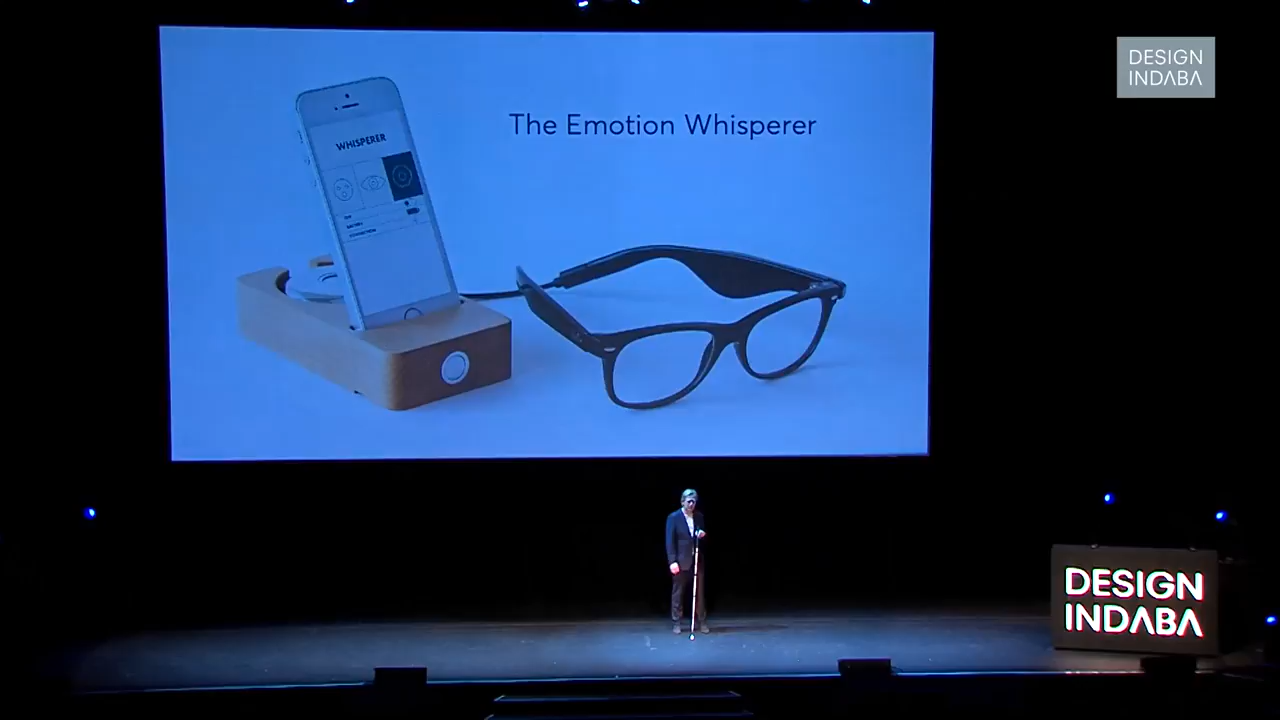 DESIGN
INDABA
The Emotion Whisperer
WHISPERER
DESIGN
INDABA